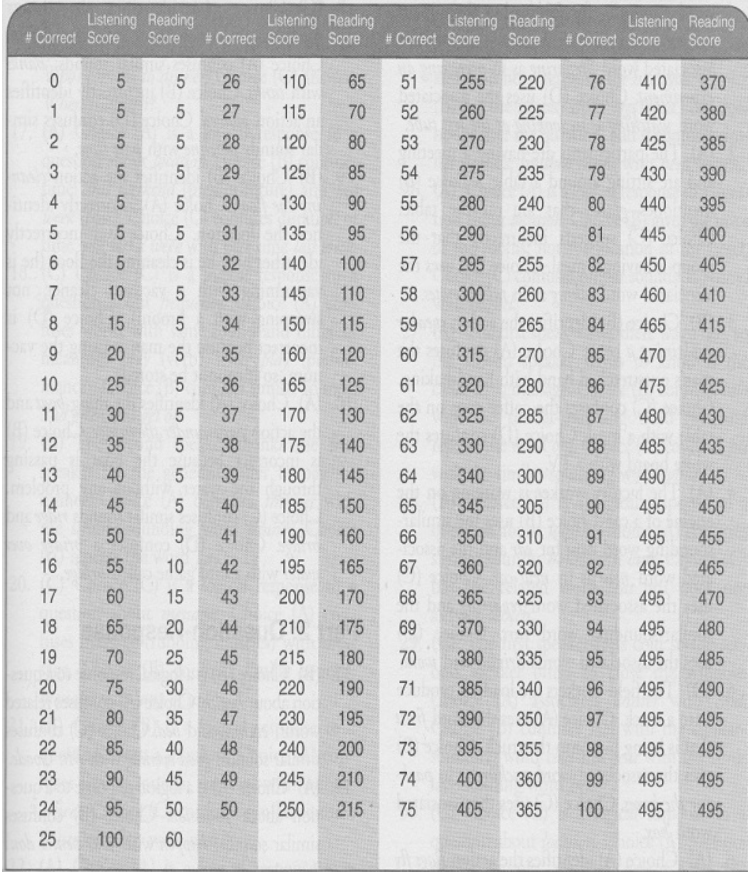 Listening Reading Listening Reading Listening Reading Listening Reading
# Correct Score Score # Correct Score Score # Correct Score Score # Correct Score Score
0 5 5 26 110 65 51 255 220 76 410 370
1 5 5 27 115 70 52 260 225 77 420 380
2 5 5 28 120 80 53 270 230 78 425 385
3 5 5 29 125 85 54 275 235 79 430 390
4 5 5 30 130 90 55 280 240 80 440 395
5 5 5 31 135 95 56 290 250 81 445 400
6 5 5 32 140 100 57 295 255 82 450 405
7 10 5 33 145 110 58 300 260 83 460 410
8 15 5 34 150 115 59 310 265 84 465 415
9 20 5 35 160 120 60 315 270 85 470 420
10 25 5 36 165 125 61 320 280 86 475 425
11 30 5 37 170 130 62 325 285 87 480 430
12 35 5 38 175 140 63 330 290 88 485 435
13 40 5 39 180 145 64 340 300 89 490 445
14 45 5 40 185 150 65 345 305 90 495 450
15 50 5 41 190 160 66 350 310 91 495 455
16 55 10 42 195 165 67 360 320 92 495 465
17 60 15 43 200 170 68 365 325 93 495 470
18 65 20 44 210 175 69 370 330 94 495 480
19 70 25 45 215 180 70 380 335 95 495 485
20 75 30 46 220 190 71 385 340 96 495 490
21 80 35 47 230 195 72 390 350 97 495 495
22 85 40 48 240 200 73 395 355 98 495 495
23 90 45 49 245 210 74 400 360 99 495 495
24 95 50 50 250 215 75 405 365 100 495 495
25 100 60